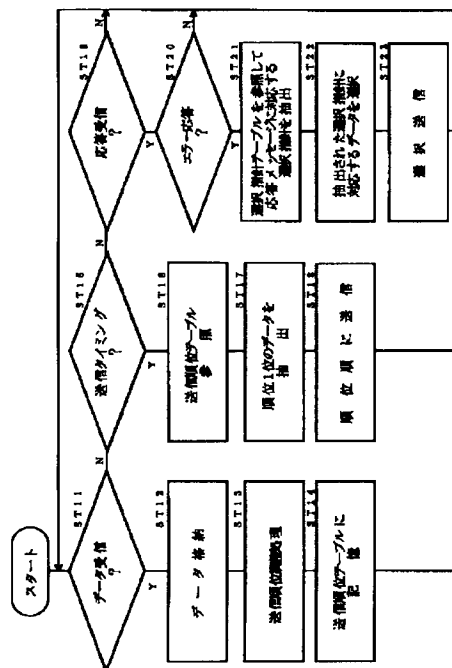 スタート
ST11
データ受信
?
Y
N
ST12
データ格納
ST13
送信順位
処理
ST14
送信順位テーブルに
記憶
ST15
送信タイミング
?
Y
N
ST16
送信順位テーブル
参照
ST17
順位1位のデータを
抽出
ST18
順位順に送信
ST19
応答受信
?
Y
N
ST20
エラー応答
?
Y
N
ST21
選択指針テーブルを参照して
応答メッセージに対応する
選択指針を抽出
ST22
抽出された選択指針に
対応するデータを選択
ST23
選択送信